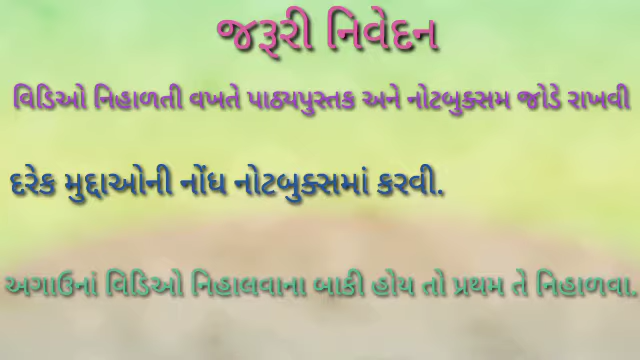 જરૂરી નિવેદન
વિડિઓ નિહાળતી વખતે પાઠ્યપુસ્તક અને નોટબુક્સમ જોડે રાખવી
દરેક મુદ્દાઓની નોંધ નોટબુક્સમાં કરવી.
અગાઉનાં વિડિઓ નિહાલવાના બાકી હોય તો પ્રથમ તે નિહાળવા.